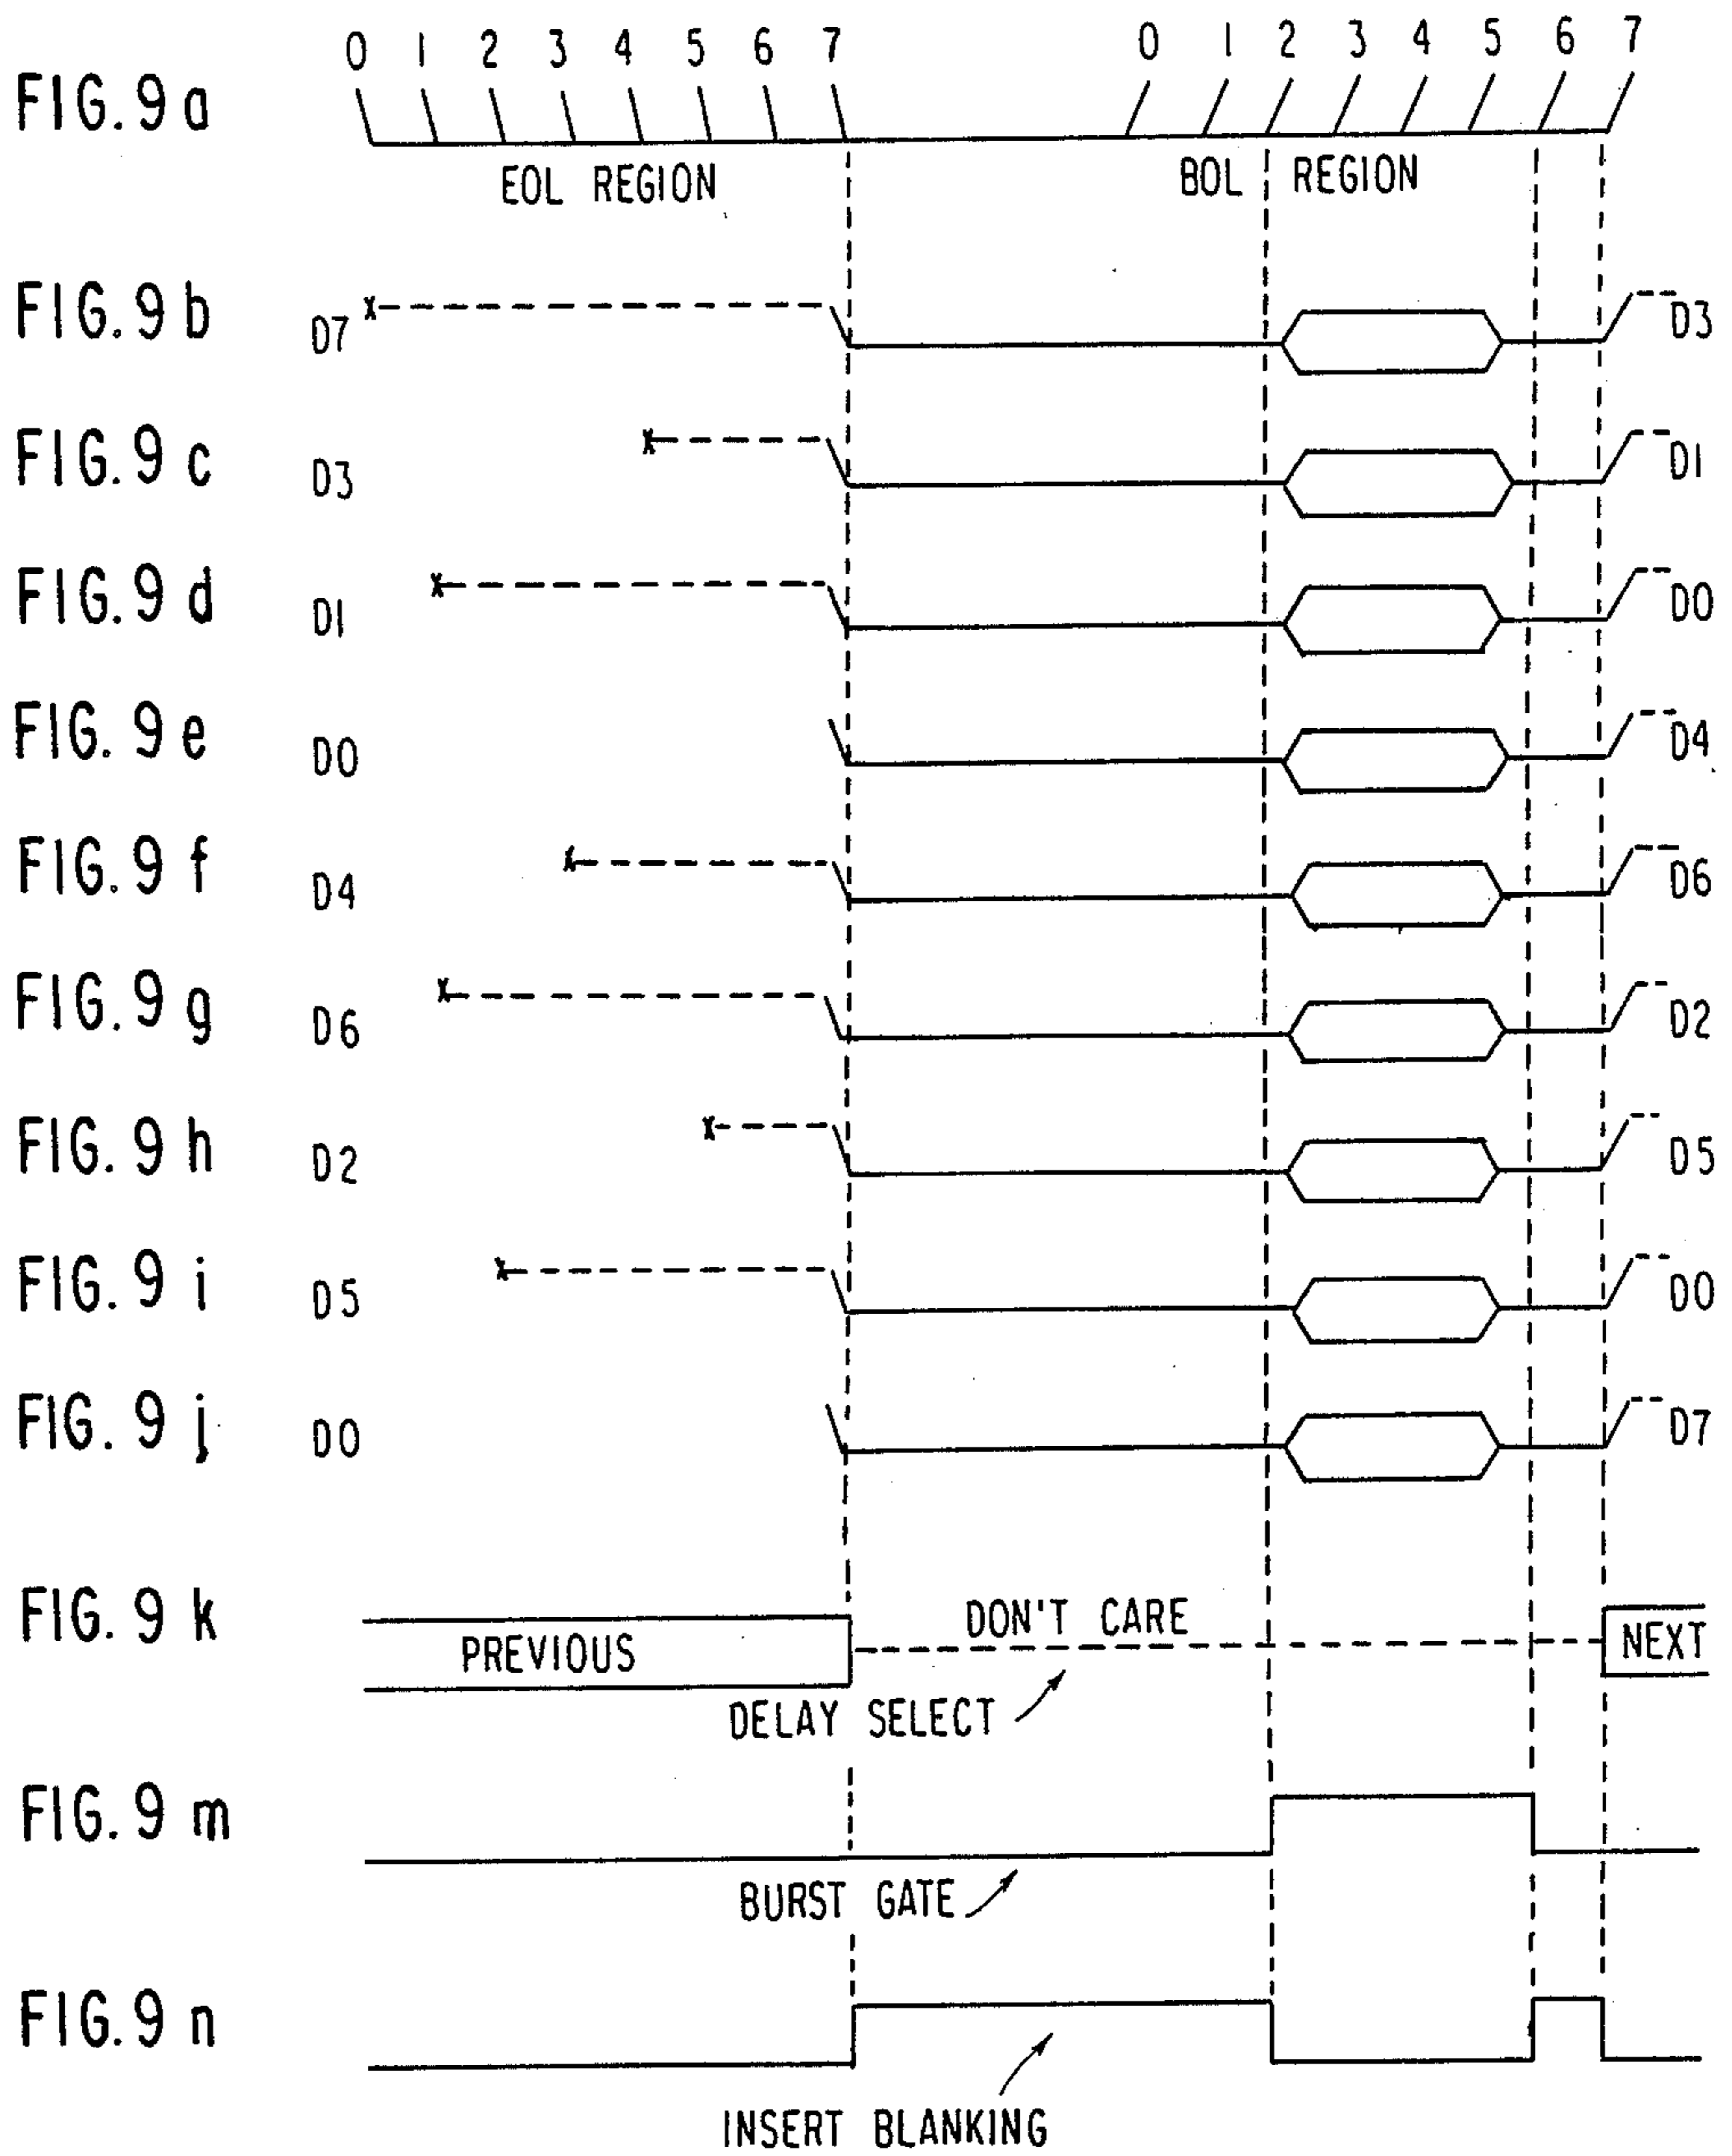 0 1 2 3 4 5 6 7 0 1 2 3 4 5 6 7
FIG. 9 a
EOL REGION BOL REGION
FIG. 9 b D7 D3
FIG. 9 c D3 D1
FIG. 9 d D1 D0
FIG. 9 e D0 D4
FIG. 9 f D4 D6
FIG. 9 g D6 D2
FIG. 9 h D2 D5
FIG. 9 i D5 D0
FIG. 9 j D0 D7
FIG. 9 k PREVIOUS DON'T CARE NEXT
DELAY SELECT
FIG. 9 m
BURST GATE
FIG. 9 n
INSERT BLANKING